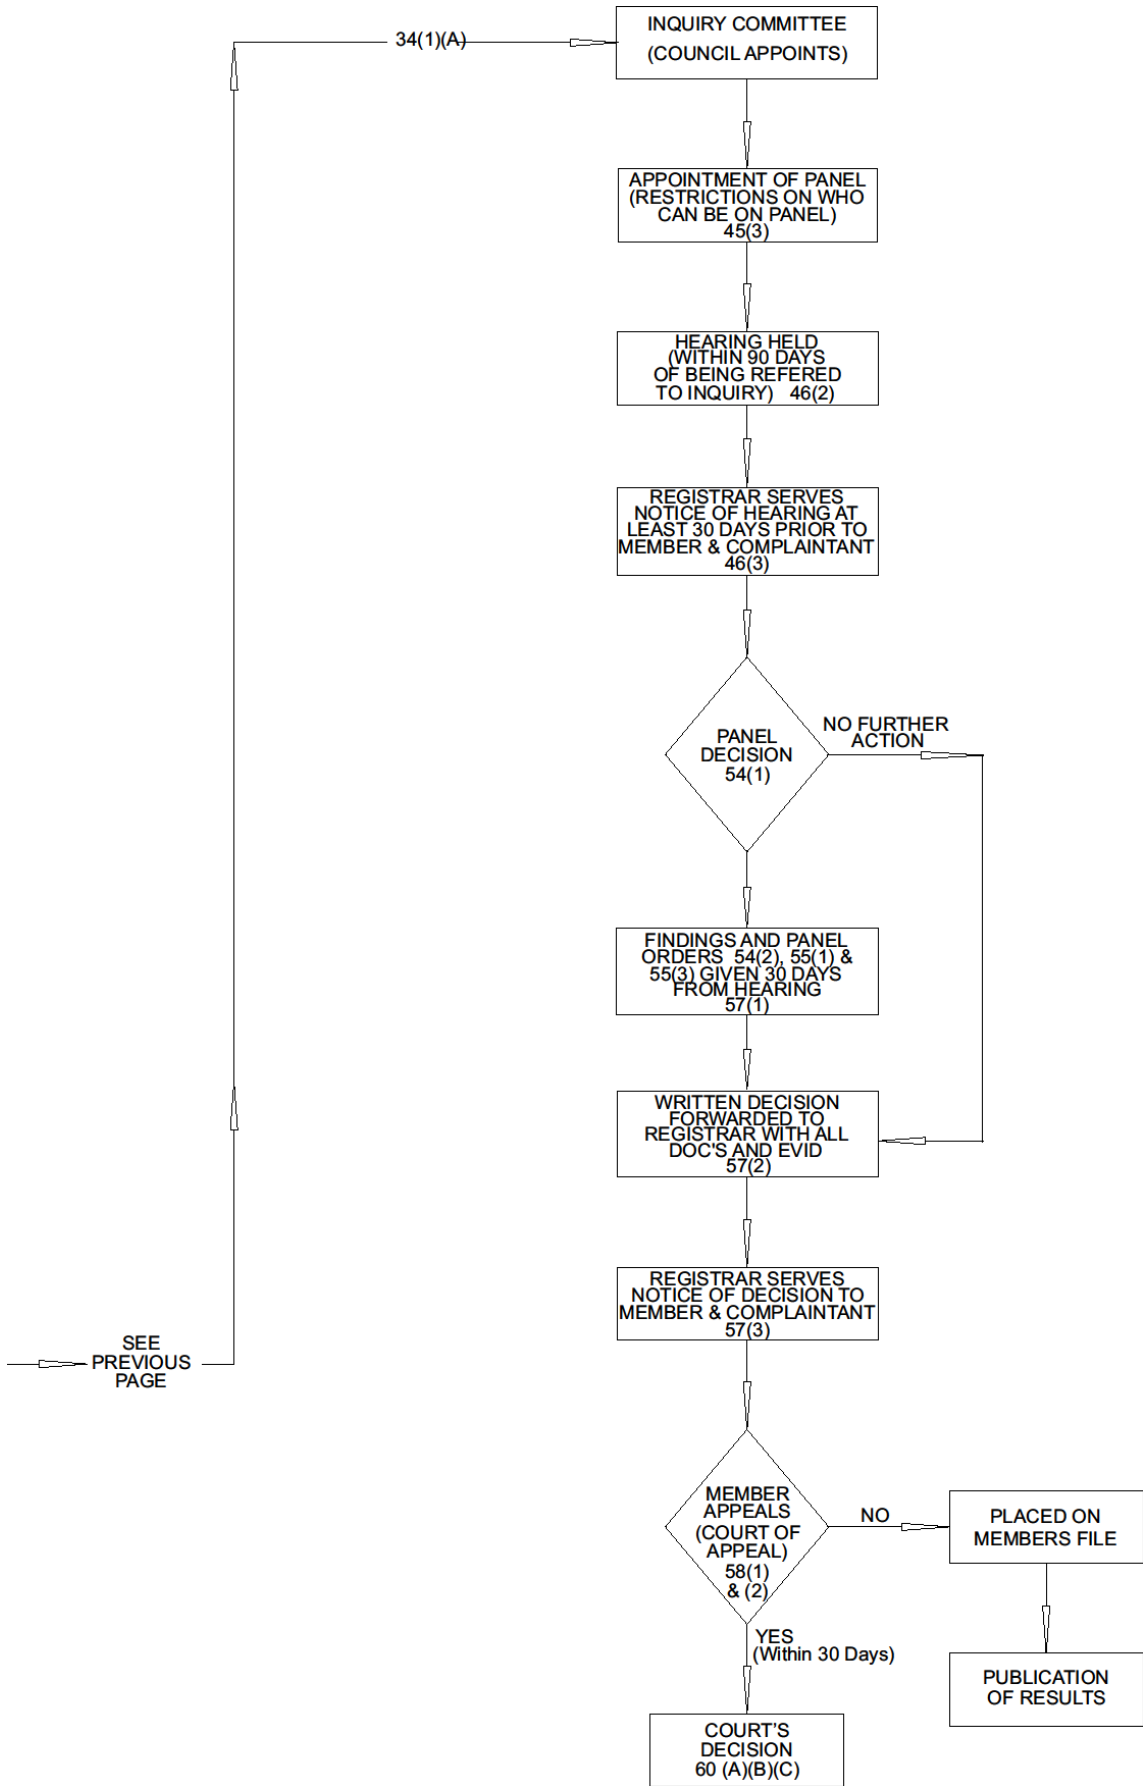 34(1)(A)
INQUIRY COMMITTEE
(COUNCIL APPOINTS)
APPOINTMENT OF PANEL
(RESTRICTIONS ON WHO
CAN BE ON PANEL)
45(3)
HEARING HELD
(WITHIN 90 DAYS
OF BEING REFERED
TO INQUIRY) 46(2)
REGISTRAR SERVES
NOTICE OF HEARING AT
LEAST 30 DAYS PRIOR TO
MEMBER & COMPLAINTANT
46(3)
PANEL
DECISION
54(1)
NO FURTHER
ACTION
FINDINGS AND PANEL
ORDERS 54(2), 55(1) &
55(3) GIVEN 30 DAYS
FROM HEARING
57(1)
WRITTEN DECISION
FORWARDED TO
REGISTRAR WITH ALL
DOC'S AND EVID
57(2)
REGISTRAR SERVES
NOTICE OF DECISION TO
MEMBER & COMPLAINTANT
57(3)
SEE
PREVIOUS
PAGE
MEMBER
APPEALS
(COURT OF
APPEAL)
58(1)
& (2)
NO
PLACED ON
MEMBERS FILE
YES
(Within 30 Days)
PUBLICATION
OF RESULTS
COURT'S
DECISION
60 (A)(B)(C)